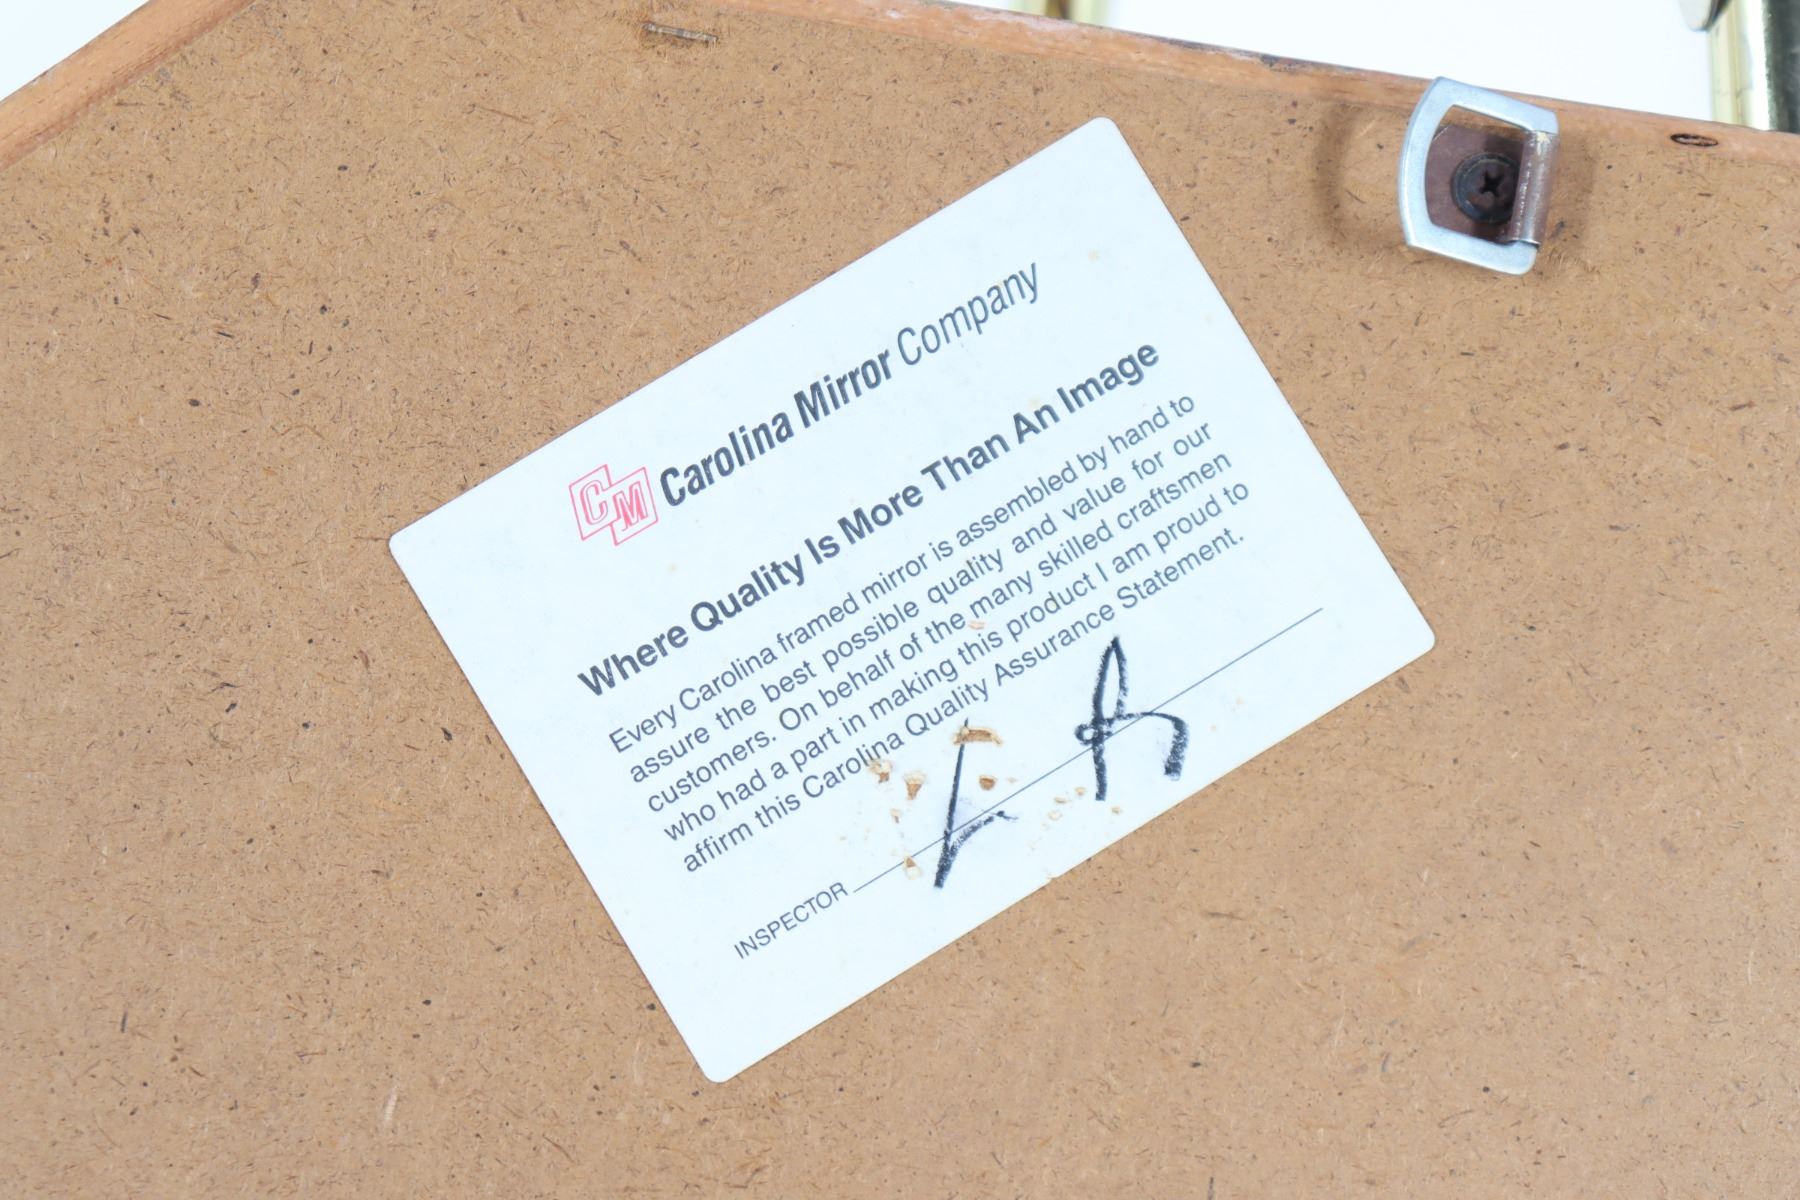 CM Carolina Mirror Company
Where Quality Is More Than An Image
Every Carolina framed mirror is assembled by hand to
assure the best possible quality and value for our
customers. On behalf of the many skilled craftsmen
who had a part in making this product I am proud to
affirm this Carolina Quality Assurance Statement.
INSPECTOR